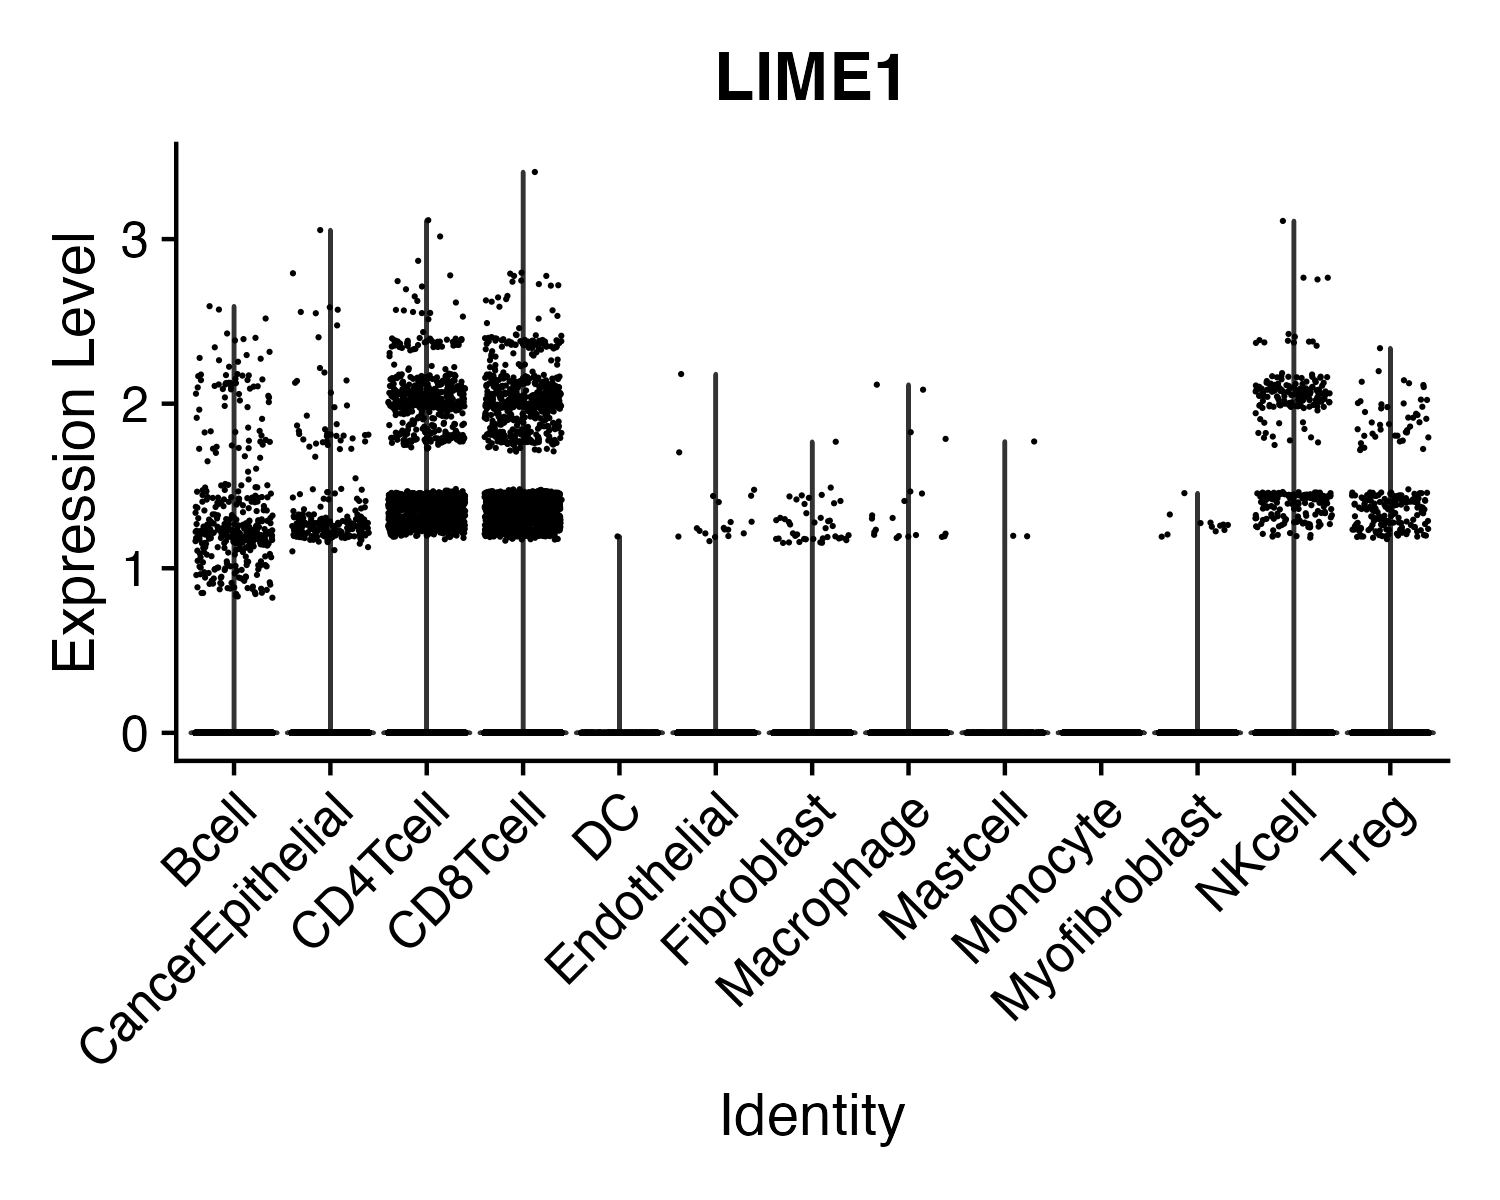 LIME1
Expression Level
3
2
1
0
Bcell
CancerEpithelial
CD4Tcell
CD8Tcell
DC
Endothelial
Fibroblast
Macrophage
Mastcell
Monocyte
Myofibroblast
NKcell
Treg
Identity